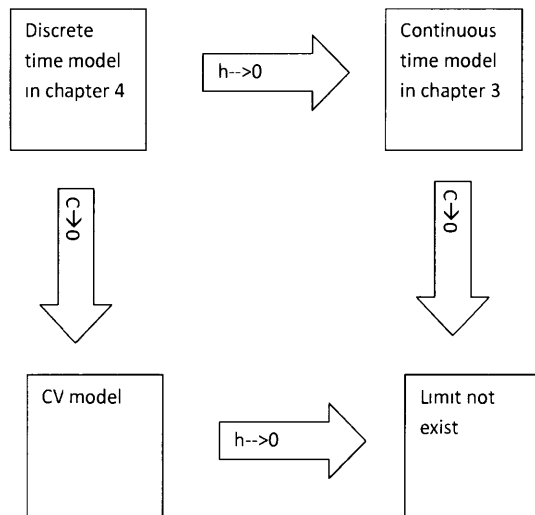 Discrete
time model
in chapter 4
h-->0
Continuous
time model
in chapter 3
C→0
C→0
CV model
h-->0
Limit not
exist